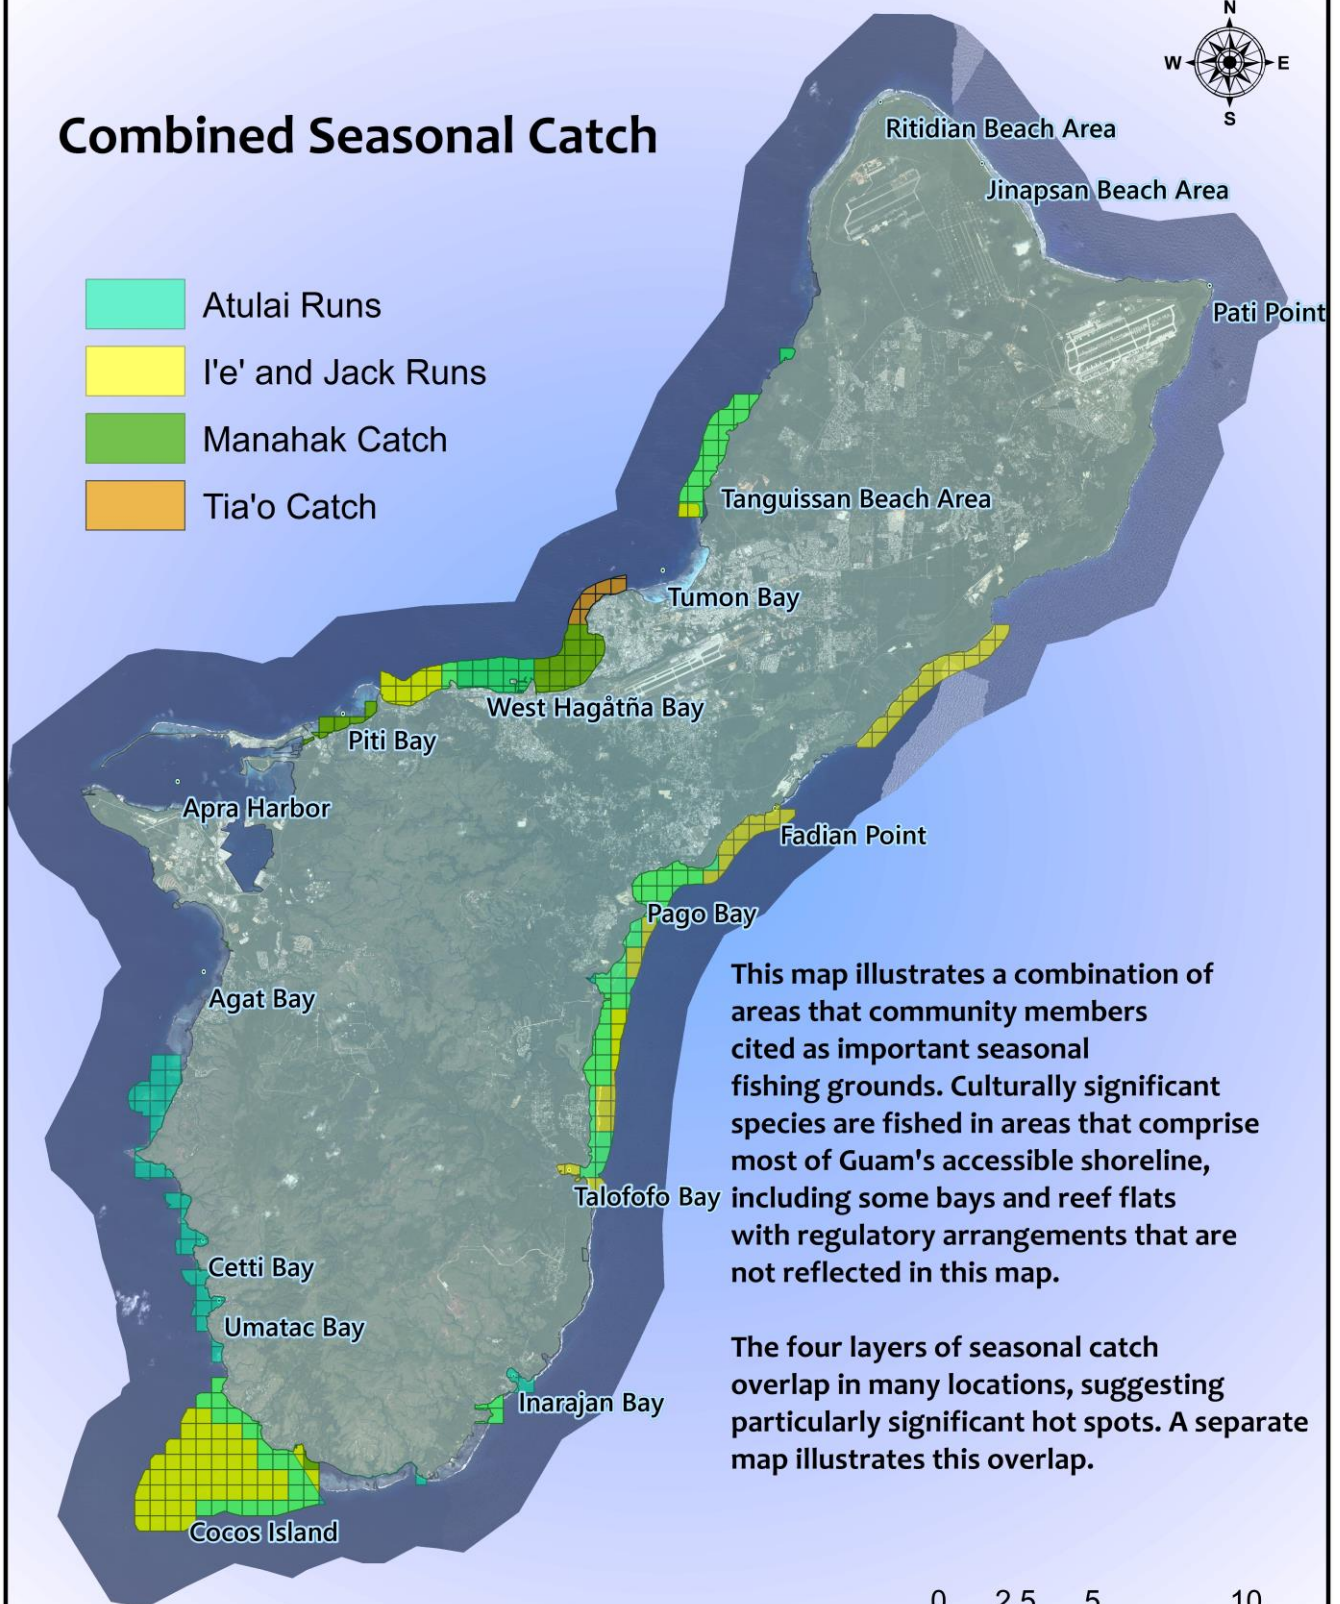 N
W E
S
Combined Seasonal Catch
Ritidian Beach Area
Jinapsan Beach Area
Atulai Runs
Pati Point
I'e' and Jack Runs
Manahak Catch
Tia'o Catch
Tanguissan Beach Area
Tumon Bay
West Hagåtña Bay
Piti Bay
Apra Harbor
Fadian Point
Pago Bay
Agat Bay
This map illustrates a combination of
areas that community members
cited as important seasonal
fishing grounds. Culturally significant
species are fished in areas that comprise
most of Guam's accessible shoreline,
including some bays and reef flats
with regulatory arrangements that are
not reflected in this map.
Talofofo Bay
Cetti Bay
Umatac Bay
The four layers of seasonal catch
overlap in many locations, suggesting
particularly significant hot spots. A separate
map illustrates this overlap.
Inarajan Bay
Cocos Island
0 2.5 5 10